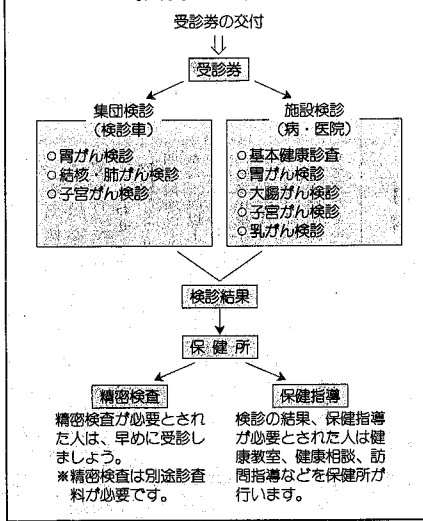 受診券の交付
受診券
集団検診
(検診車)
○胃がん検診
○結核・肺がん検診
○子宮がん検診
施設検診
(病・医院)
○基本健康診査
○胃がん検診
○大腸がん検診
○子宮がん検診
○乳がん検診
検診結果
保健所
精密検査
精密検査が必要とされ
た人は、早めに受診し
ましょう。
※精密検査は別途診査
料が必要です。
保健指導
検診の結果、保健指導
が必要とされた人は健
康教室、健康相談、訪
問指導などを保健所が
行います。